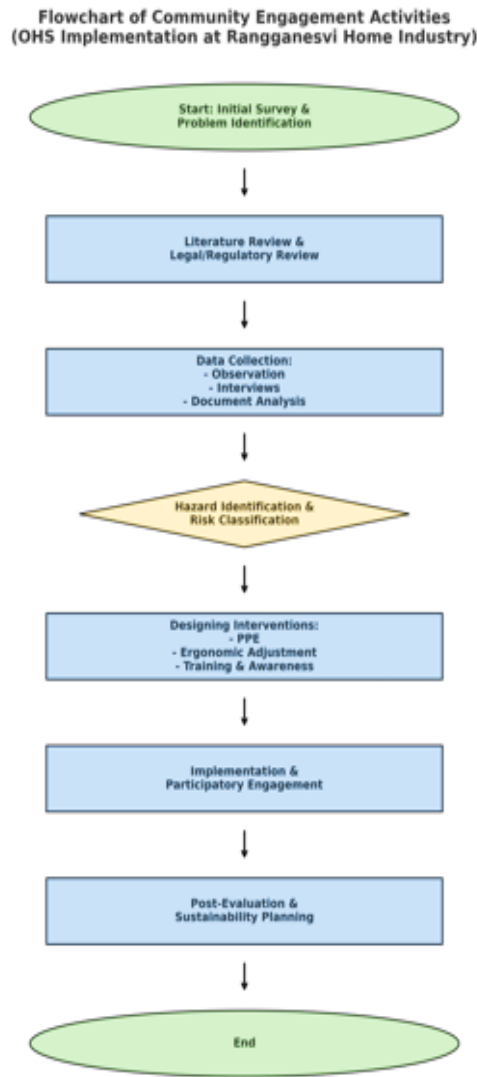 Flowchart of Community Engagement Activities
(OHS Implementation at Rangganesvi Home Industry)
Start: Initial Survey &
Problem Identification
Literature Review &
Legal/Regulatory Review
Data Collection:
- Observation
- Interviews
- Document Analysis
Hazard Identification &
Risk Classification
Designing Interventions:
- PPE
- Ergonomic Adjustment
- Training & Awareness
Implementation &
Participatory Engagement
Post-Evaluation &
Sustainability Planning
End